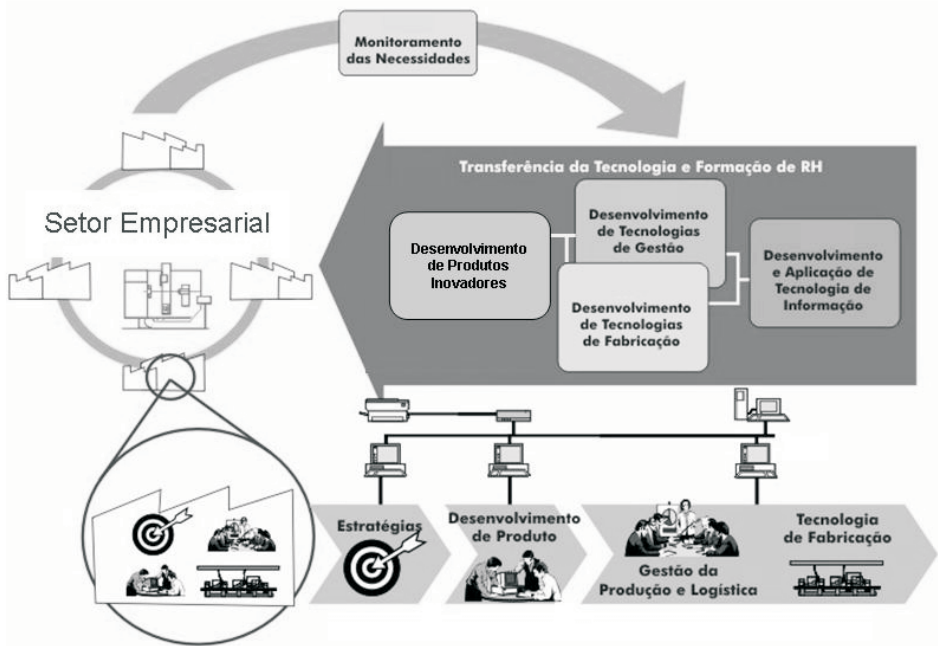 Monitoramento
das Necessidades
Transferência da Tecnologia e Formação de RH
Setor Empresarial
Desenvolvimento
de Produtos
Inovadores
Desenvolvimento
de Tecnologias
de Gestão
Desenvolvimento
de Tecnologias
de Fabricação
Desenvolvimento
e Aplicação de
Tecnologia de
Informação
Estratégias
Desenvolvimento
de Produto
Gestão da
Produção e Logística
Tecnologia
de Fabricação